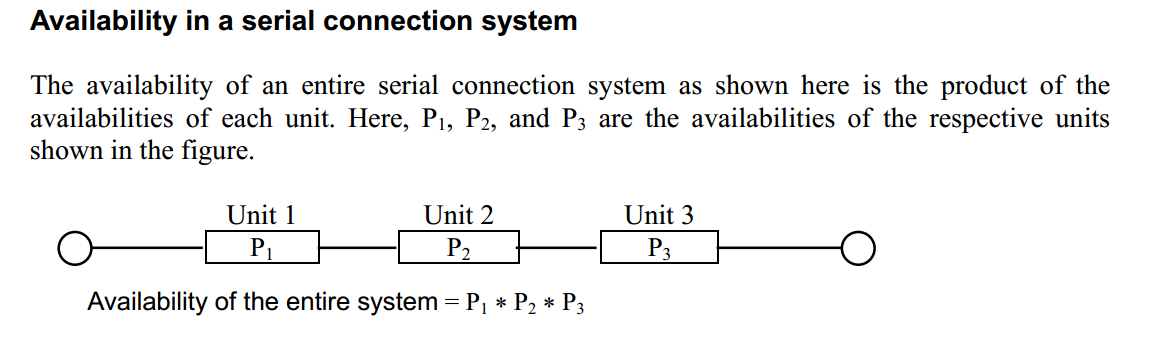 Availability in a serial connection system
The availability of an entire serial connection system as shown here is the product of the
availabilities of each unit. Here, P₁, P₂, and P₃ are the availabilities of the respective units
shown in the figure.
Unit 1 Unit 2 Unit 3
P₁ P₂ P₃
Availability of the entire system = P₁ * P₂ * P₃